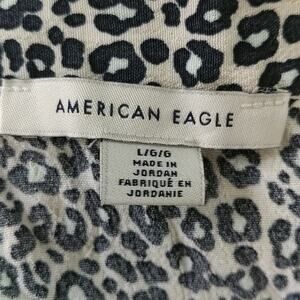 AMERICAN EAGLE
L/G/G
MADE IN
JORDAN
FABRIQUÉ EN
JORDANIE